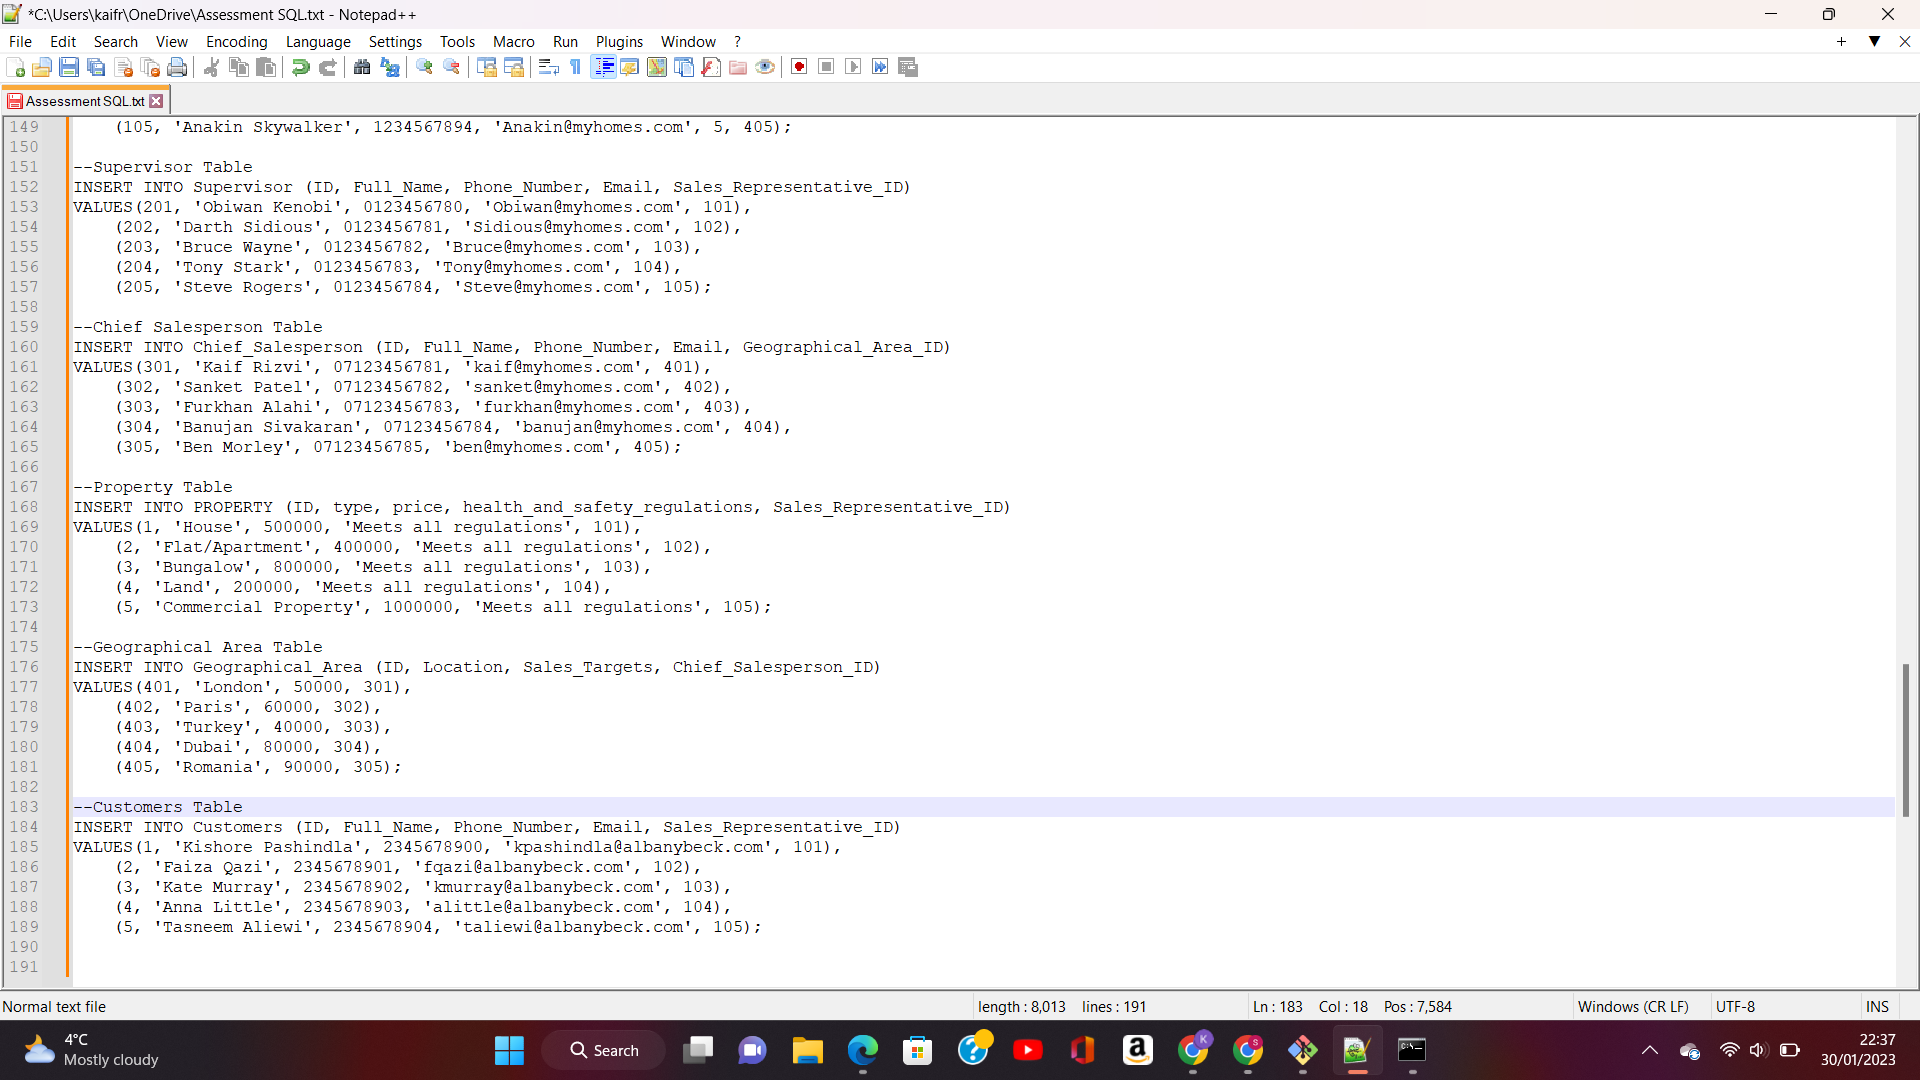 *C:\Users\kaifr\OneDrive\Assessment SQL.txt - Notepad++
File Edit Search View Encoding Language Settings Tools Macro Run Plugins Window ?
Assessment SQL.txt
149 (105, 'Anakin Skywalker', 1234567894, 'Anakin@myhomes.com', 5, 405);
150
151 --Supervisor Table
152 INSERT INTO Supervisor (ID, Full_Name, Phone_Number, Email, Sales_Representative_ID)
153 VALUES(201, 'Obiwan Kenobi', 0123456780, 'Obiwan@myhomes.com', 101),
154 (202, 'Darth Sidious', 0123456781, 'Sidious@myhomes.com', 102),
155 (203, 'Bruce Wayne', 0123456782, 'Bruce@myhomes.com', 103),
156 (204, 'Tony Stark', 0123456783, 'Tony@myhomes.com', 104),
157 (205, 'Steve Rogers', 0123456784, 'Steve@myhomes.com', 105);
158
159 --Chief Salesperson Table
160 INSERT INTO Chief_Salesperson (ID, Full_Name, Phone_Number, Email, Geographical_Area_ID)
161 VALUES(301, 'Kaif Rizvi', 07123456781, 'kaif@myhomes.com', 401),
162 (302, 'Sanket Patel', 07123456782, 'sanket@myhomes.com', 402),
163 (303, 'Furkhan Alahi', 07123456783, 'furkhan@myhomes.com', 403),
164 (304, 'Banujan Sivakaran', 07123456784, 'banujan@myhomes.com', 404),
165 (305, 'Ben Morley', 07123456785, 'ben@myhomes.com', 405);
166
167 --Property Table
168 INSERT INTO PROPERTY (ID, type, price, health_and_safety_regulations, Sales_Representative_ID)
169 VALUES(1, 'House', 500000, 'Meets all regulations', 101),
170 (2, 'Flat/Apartment', 400000, 'Meets all regulations', 102),
171 (3, 'Bungalow', 800000, 'Meets all regulations', 103),
172 (4, 'Land', 200000, 'Meets all regulations', 104),
173 (5, 'Commercial Property', 1000000, 'Meets all regulations', 105);
174
175 --Geographical Area Table
176 INSERT INTO Geographical_Area (ID, Location, Sales_Targets, Chief_Salesperson_ID)
177 VALUES(401, 'London', 50000, 301),
178 (402, 'Paris', 60000, 302),
179 (403, 'Turkey', 40000, 303),
180 (404, 'Dubai', 80000, 304),
181 (405, 'Romania', 90000, 305);
182
183 --Customers Table
184 INSERT INTO Customers (ID, Full_Name, Phone_Number, Email, Sales_Representative_ID)
185 VALUES(1, 'Kishore Pashindla', 2345678900, 'kpashindla@albanybeck.com', 101),
186 (2, 'Faiza Qazi', 2345678901, 'fqazi@albanybeck.com', 102),
187 (3, 'Kate Murray', 2345678902, 'kmurray@albanybeck.com', 103),
188 (4, 'Anna Little', 2345678903, 'alittle@albanybeck.com', 104),
189 (5, 'Tasneem Aliewi', 2345678904, 'taliewi@albanybeck.com', 105);
190
191
Normal text file length : 8,013 lines : 191 Ln : 183 Col : 18 Pos : 7,584 Windows (CR LF) UTF-8 INS
4°C
Mostly cloudy
Search
22:37
30/01/2023